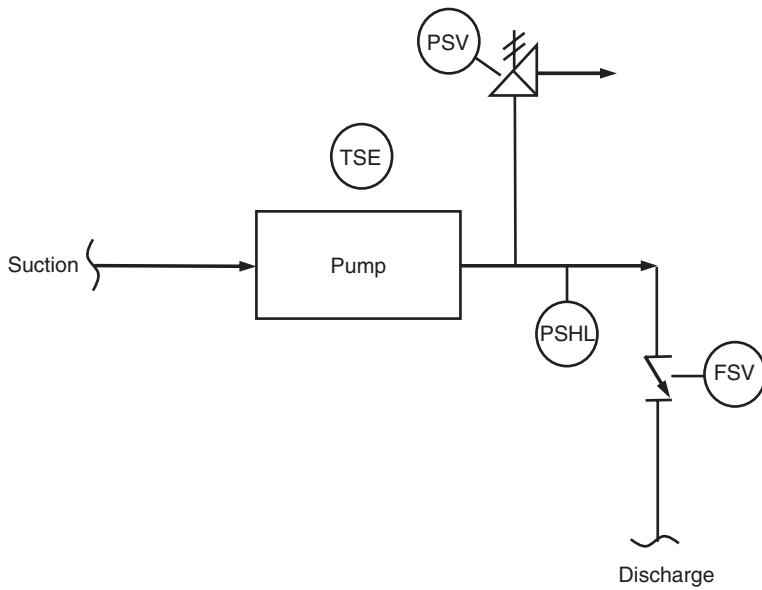 PSV
TSE
Suction
Pump
PSHL
FSV
Discharge